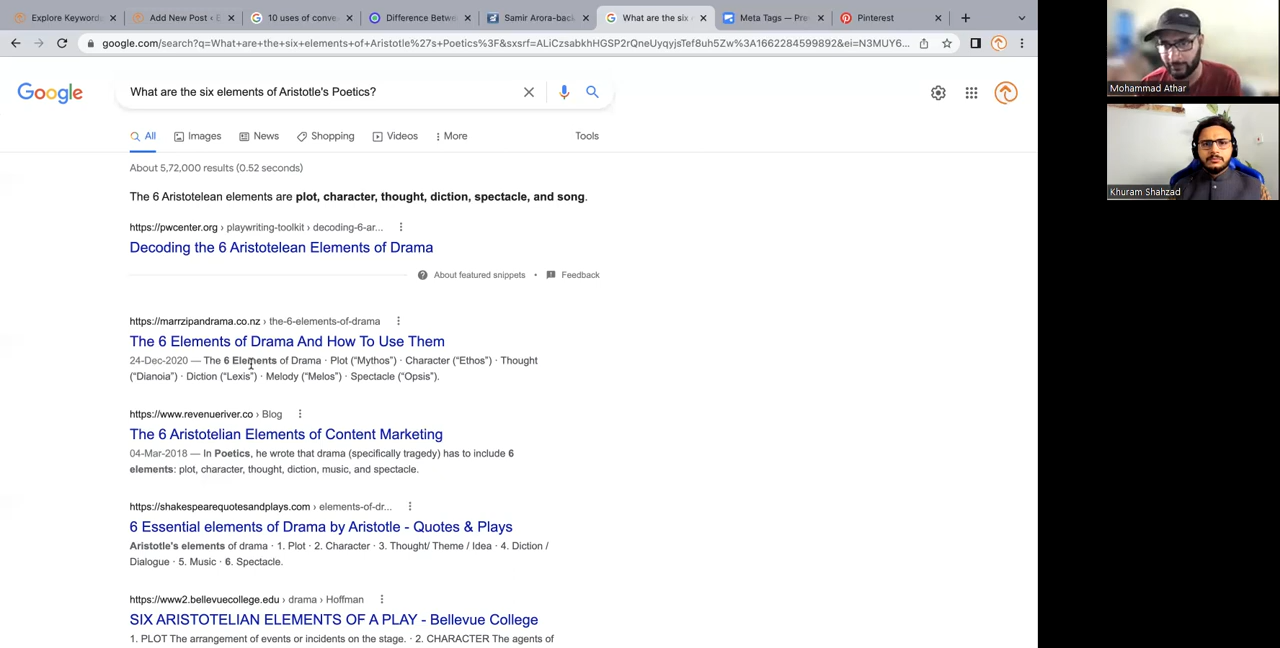 Explore Keywords:
Add New Post ‹ E
10 uses of conve
Difference Betwe
Samir Arora-bac
What are the six
Meta Tags — Pre
Pinterest
google.com/search?q=What+are+the+six+elements+of+Aristotle%27s+Poetics%3F&sxsrf=ALiCzsabkhHGSP2rQneUyqyjsTef8uh5Zw%3A1662284599892&ei=N3MUY6...
Google
What are the six elements of Aristotle's Poetics?
All Images News Shopping Videos More Tools
About 5,72,000 results (0.52 seconds)
The 6 Aristotelean elements are plot, character, thought, diction, spectacle, and song.
https://pwcenter.org › playwriting-toolkit › decoding-6-ar...
Decoding the 6 Aristotelean Elements of Drama
About featured snippets • Feedback
https://marrzipandrama.co.nz › the-6-elements-of-drama
The 6 Elements of Drama And How To Use Them
24-Dec-2020 — The 6 Elements of Drama · Plot (“Mythos”) · Character (“Ethos”) · Thought
(“Dianoia”) · Diction (“Lexis”) · Melody (“Melos”) · Spectacle (“Opsis”).
https://www.revenueriver.co › Blog
The 6 Aristotelian Elements of Content Marketing
04-Mar-2018 — In Poetics, he wrote that drama (specifically tragedy) has to include 6
elements: plot, character, thought, diction, music, and spectacle.
https://shakespearequotesandplays.com › elements-of-dr...
6 Essential elements of Drama by Aristotle - Quotes & Plays
Aristotle's elements of drama · 1. Plot · 2. Character · 3. Thought/ Theme / Idea · 4. Diction /
Dialogue · 5. Music · 6. Spectacle.
https://www2.bellevuecollege.edu › drama › Hoffman
SIX ARISTOTELIAN ELEMENTS OF A PLAY - Bellevue College
1. PLOT The arrangement of events or incidents on the stage. · 2. CHARACTER The agents of
Mohammad Athar
Khuram Shahzad